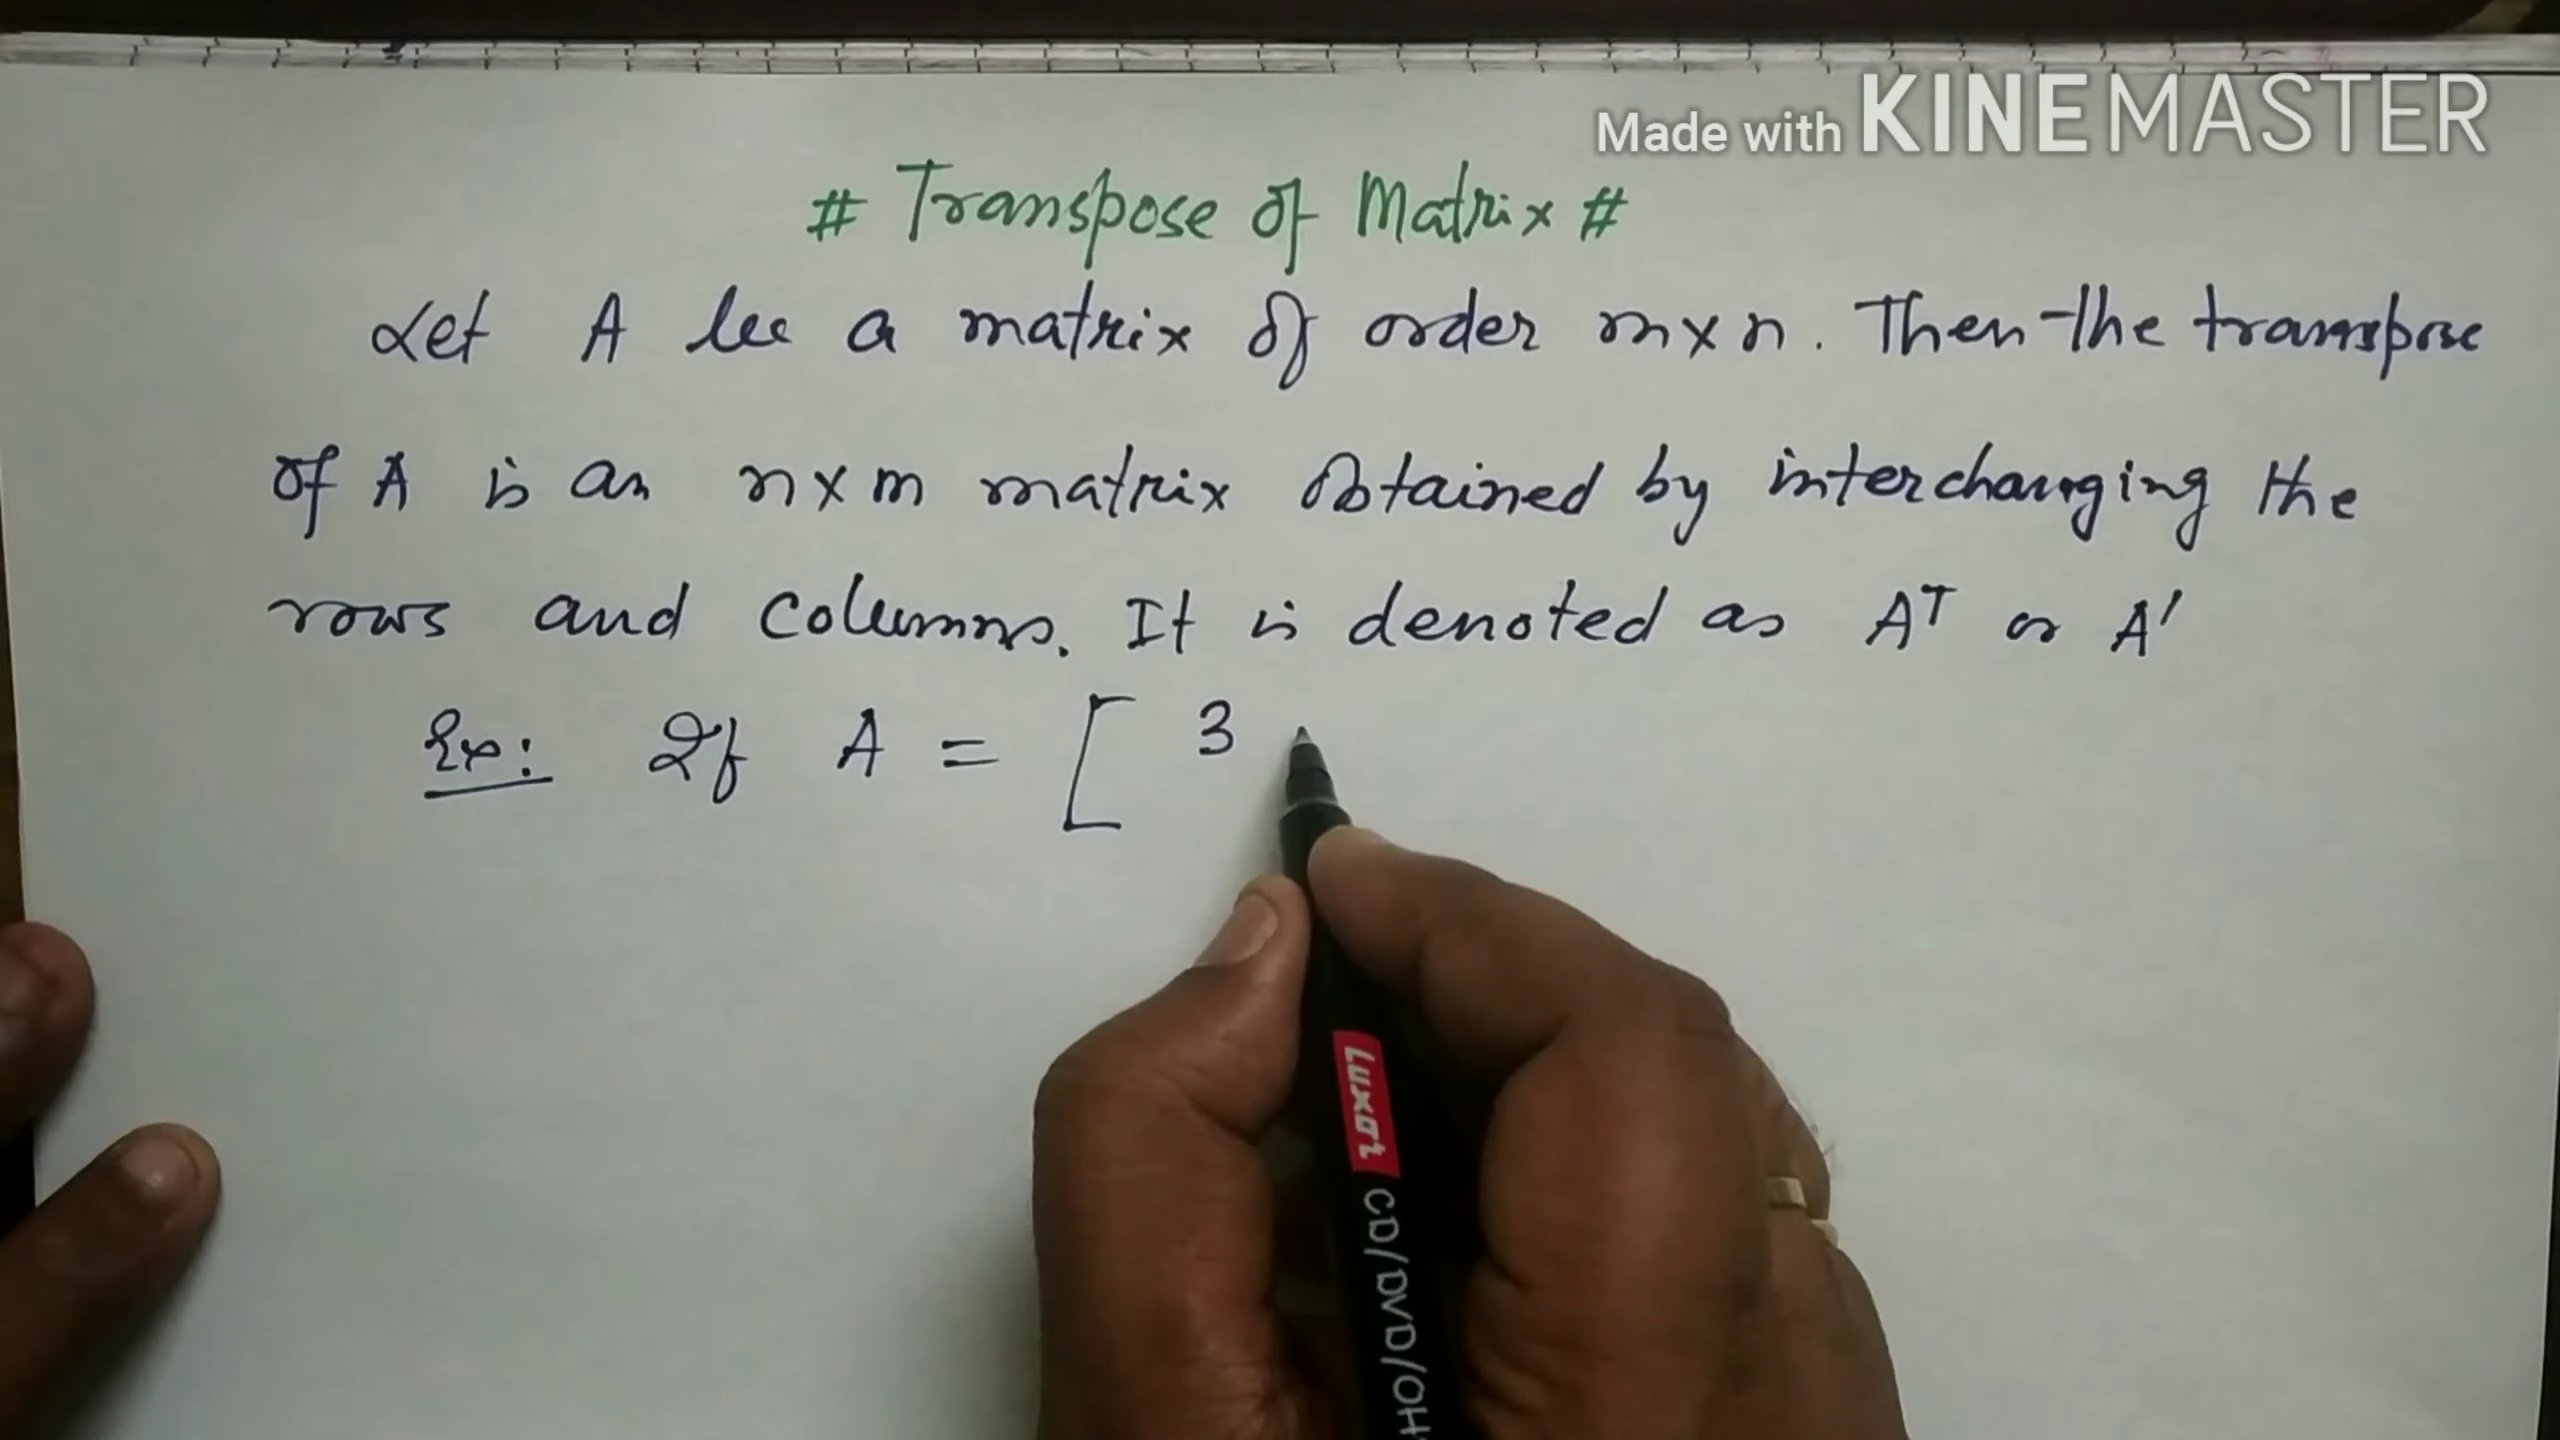 Made with KINEMASTER
# Transpose of Matrix #
Let A be a matrix of order m×n. Then the transpose
of A is an n×m matrix obtained by interchanging the
rows and columns. It is denoted as Aᵀ or A'
Ex: If A = [ 3
Luxor CD/DVD/OH